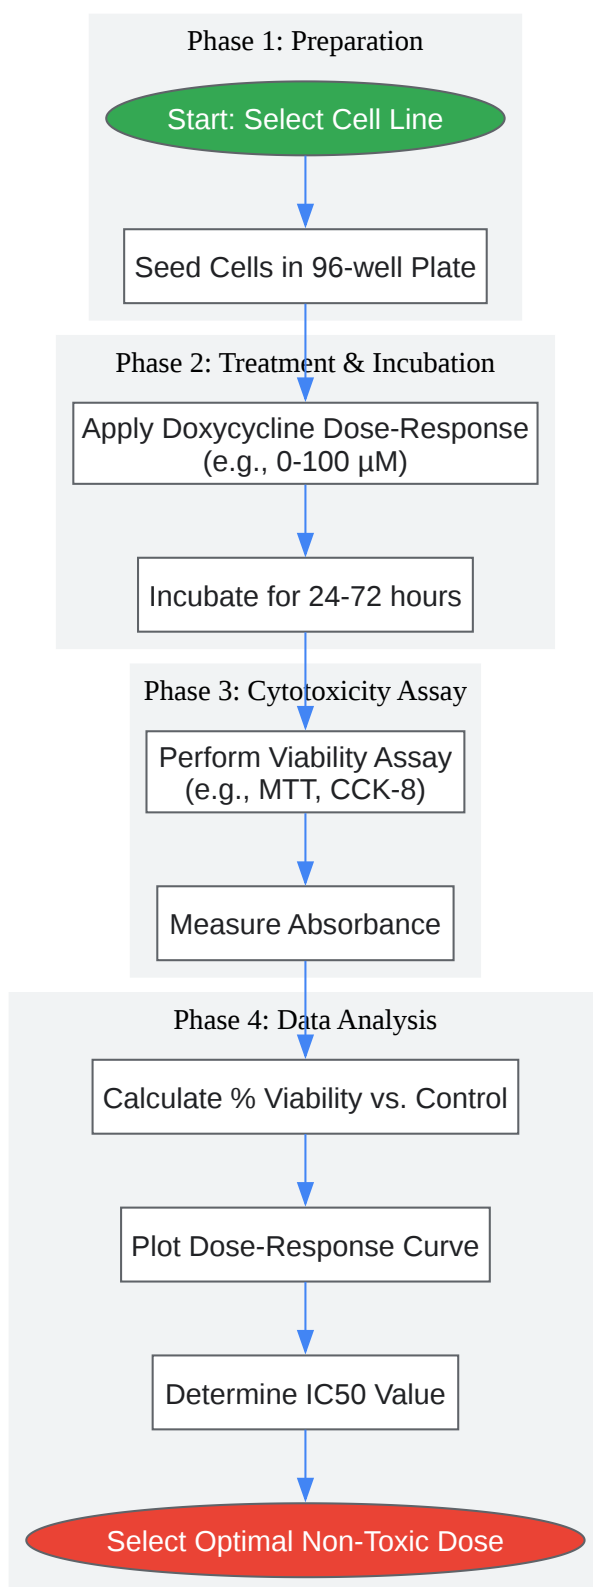 Phase 1: Preparation
Start: Select Cell Line
Seed Cells in 96-well Plate
Phase 2: Treatment & Incubation
Apply Doxycycline Dose-Response
(e.g., 0-100 µM)
Incubate for 24-72 hours
Phase 3: Cytotoxicity Assay
Perform Viability Assay
(e.g., MTT, CCK-8)
Measure Absorbance
Phase 4: Data Analysis
Calculate % Viability vs. Control
Plot Dose-Response Curve
Determine IC50 Value
Select Optimal Non-Toxic Dose